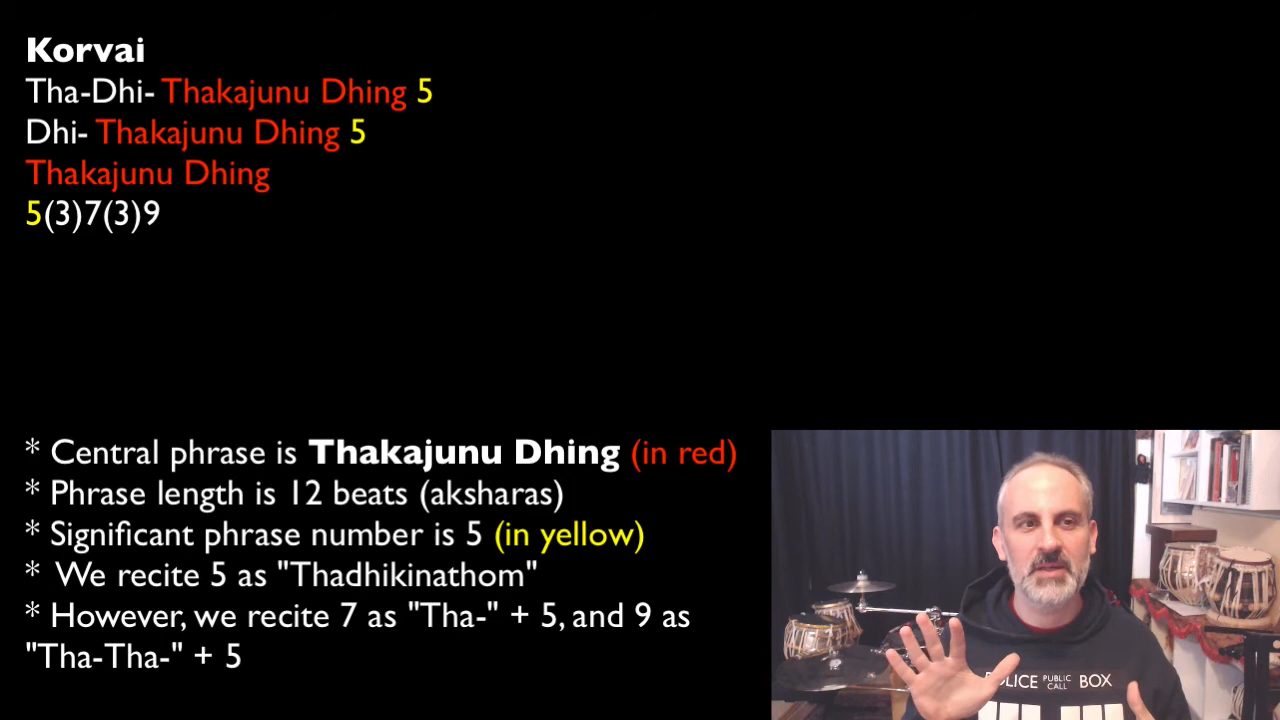 Korvai
Tha-Dhi- Thakajunu Dhing 5
Dhi- Thakajunu Dhing 5
Thakajunu Dhing
5(3)7(3)9
* Central phrase is Thakajunu Dhing (in red)
* Phrase length is 12 beats (aksharas)
* Significant phrase number is 5 (in yellow)
* We recite 5 as "Thadhikinathom"
* However, we recite 7 as "Tha-" + 5, and 9 as
"Tha-Tha-" + 5
POLICE PUBLIC CALL BOX